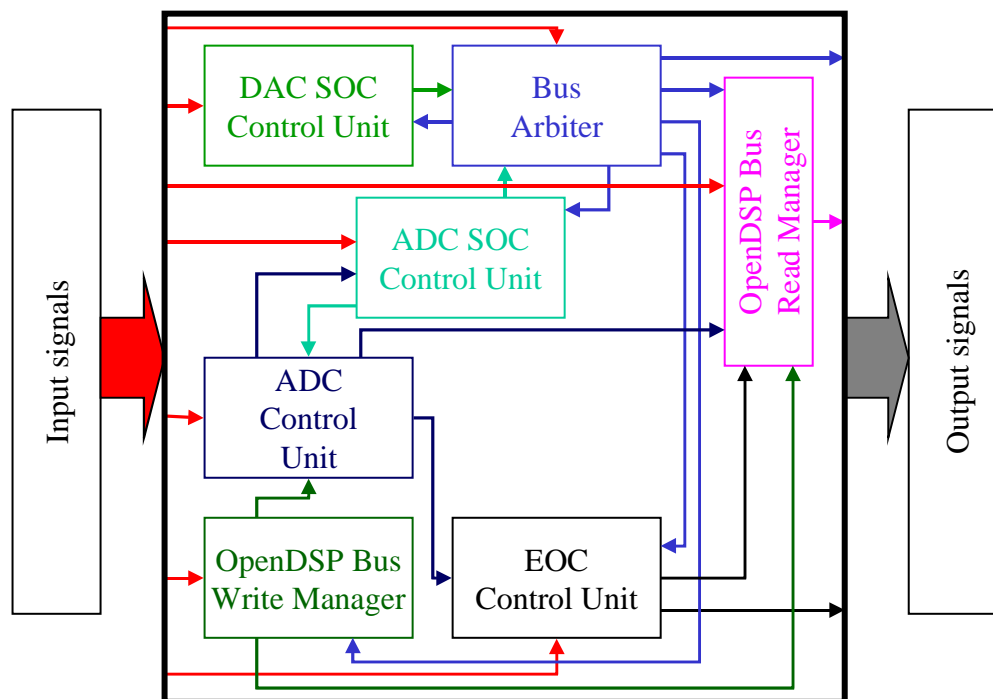 DAC SOC
Control Unit
Bus
Arbiter
OpenDSP Bus
Read Manager
ADC SOC
Control Unit
Input signals
Output signals
ADC
Control
Unit
OpenDSP Bus
Write Manager
EOC
Control Unit